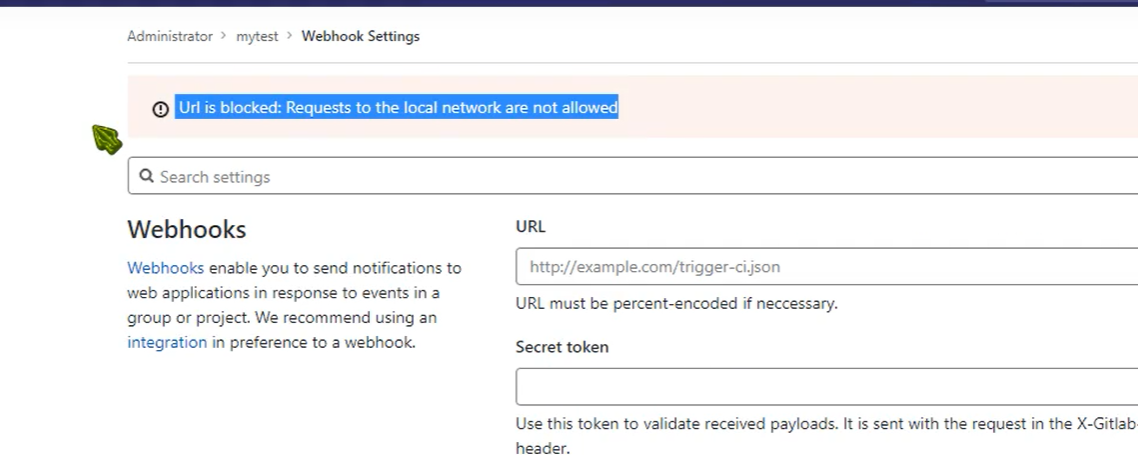 Administrator > mytest > Webhook Settings
Url is blocked: Requests to the local network are not allowed
Search settings
Webhooks
Webhooks enable you to send notifications to
web applications in response to events in a
group or project. We recommend using an
integration in preference to a webhook.
URL
http://example.com/trigger-ci.json
URL must be percent-encoded if neccessary.
Secret token
Use this token to validate received payloads. It is sent with the request in the X-Gitlab-
header.